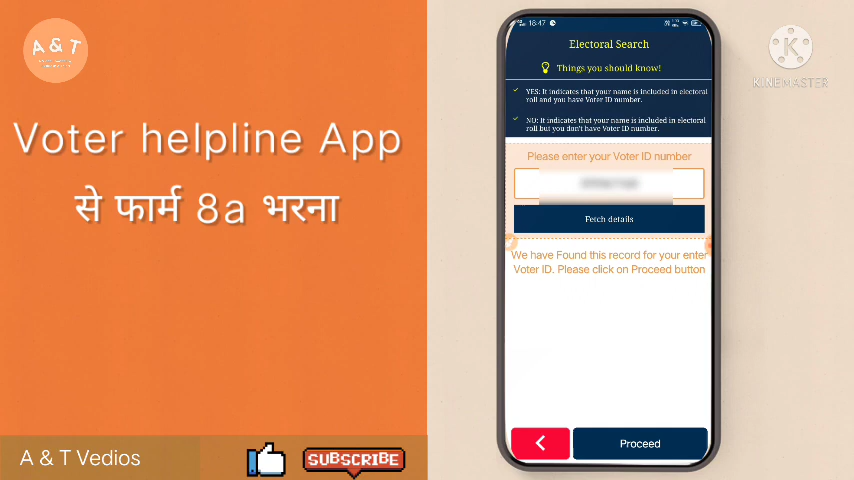 A & T
Voter helpline App
से फार्म 8a भरना
A & T Vedios
SUBSCRIBE
18:47
Electoral Search
Things you should know!
YES: It indicates that your name is included in electoral
roll and you have Voter ID number.
NO: It indicates that your name is included in electoral
roll but you don't have Voter ID number.
Please enter your Voter ID number
Fetch details
We have Found this record for your enter
Voter ID. Please click on Proceed button
Proceed
K
KINEMASTER